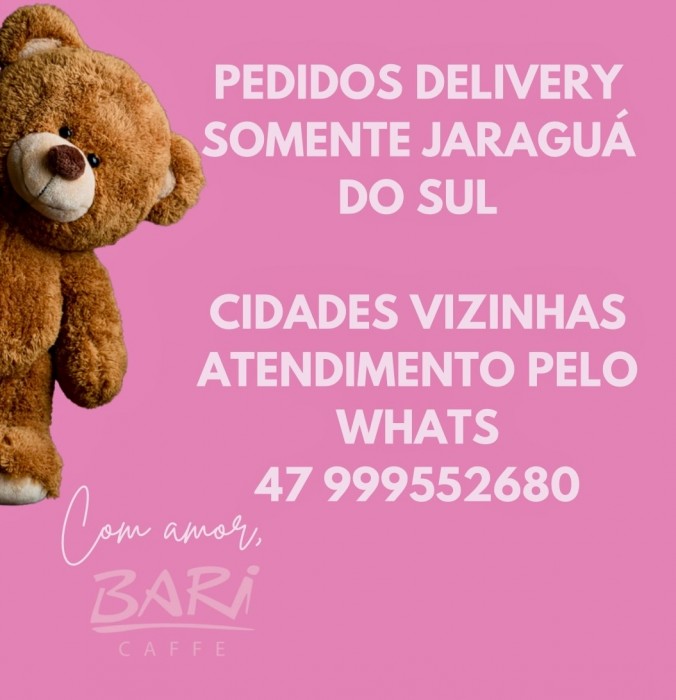 PEDIDOS DELIVERY
SOMENTE JARAGUÁ
DO SUL
CIDADES VIZINHAS
ATENDIMENTO PELO
WHATS
47 999552680
Com amor,
BARI
CAFFE